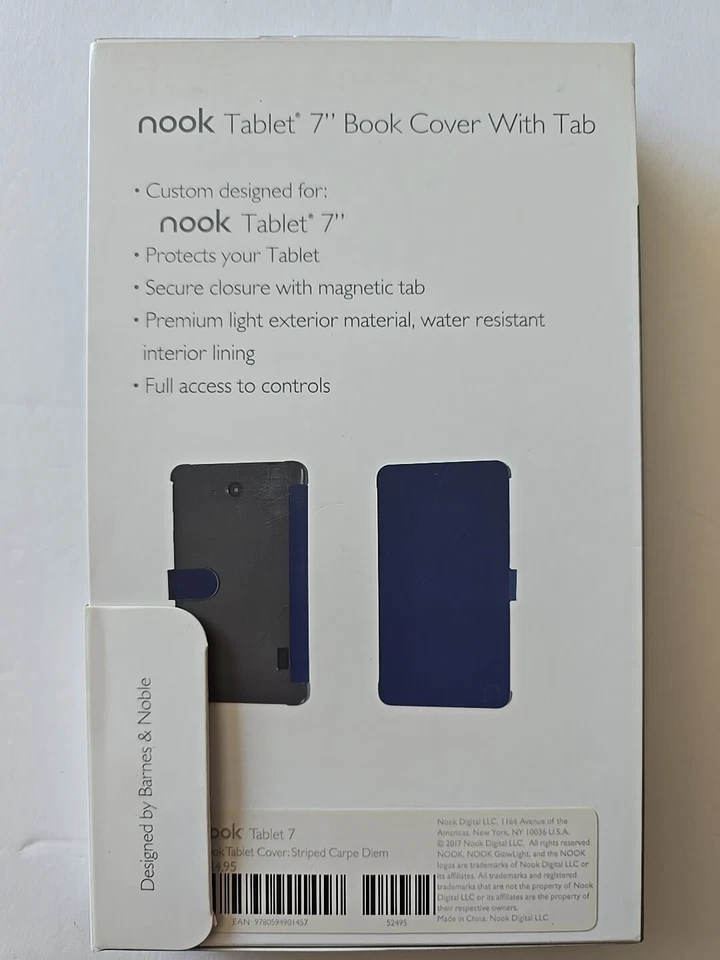 nook Tablet® 7” Book Cover With Tab
• Custom designed for:
nook Tablet® 7”
• Protects your Tablet
• Secure closure with magnetic tab
• Premium light exterior material, water resistant
interior lining
• Full access to controls
Designed by Barnes & Noble
ook Tablet 7
ok Tablet Cover: Striped Carpe Diem
4.95
EAN 9780594901457
52495
Nook Digital LLC, 1166 Avenue of the
Americas, New York, NY 10036 U.S.A.
© 2017 Nook Digital LLC. All rights reserved.
NOOK, NOOK GlowLight, and the NOOK
logos are trademarks of Nook Digital LLC or
its affiliates. All trademarks and registered
trademarks that are not the property of Nook
Digital LLC or its affiliates are the property of
their respective owners.
Made in China. Nook Digital LLC